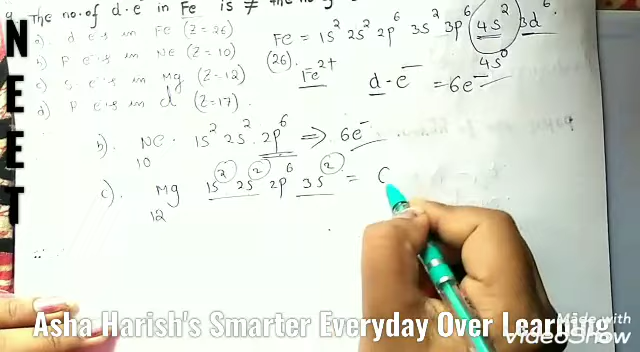 The no. of d. e⁻ in Fe is ≠ the no
a). d e⁻s in Fe (Z=26)
b). P e⁻s in Ne (Z=10)
c). S e⁻s in Mg (Z=12)
d) P e⁻s in Cl (Z=17).
Fe = 1s² 2s² 2p⁶ 3s² 3p⁶ 4s² 3d⁶.
(26). Fe²⁺ 4s⁰
d - e⁻ = 6e⁻
b). Ne. 1s² 2s². 2p⁶ => 6e⁻
10
c). Mg 1s² 2s² 2p⁶ 3s² =
12
NEET
Asha Harish's Smarter Everyday Over Learning
Made with
VideoShow